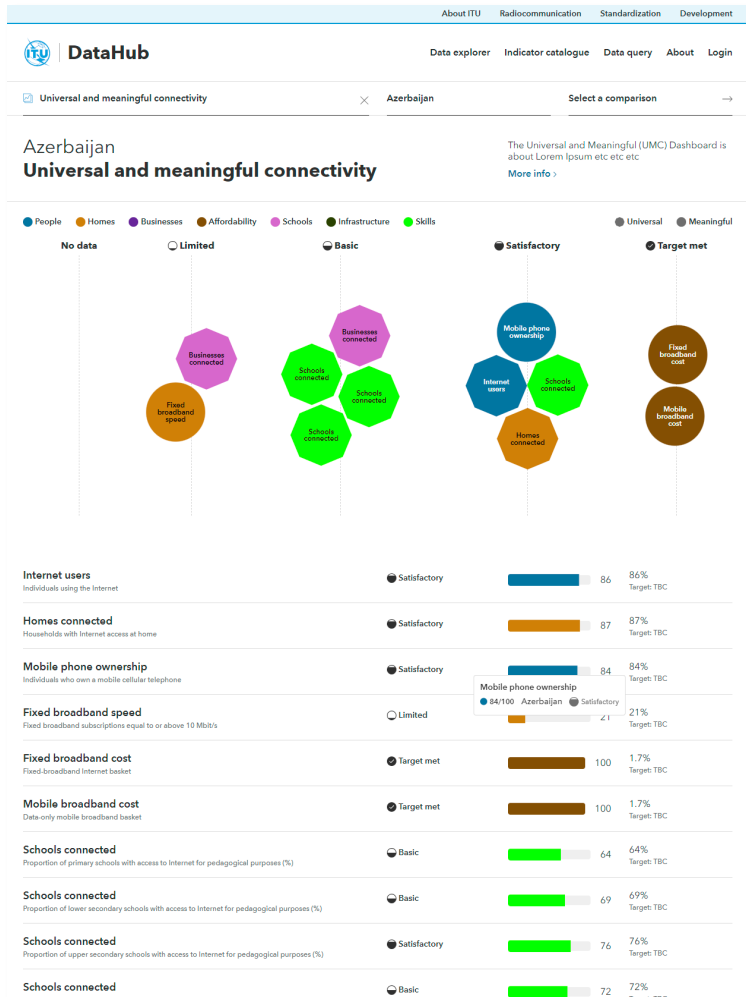 About ITU Radiocommunication Standardization Development
ITU DataHub Data explorer Indicator catalogue Data query About Login
Universal and meaningful connectivity Azerbaijan Select a comparison
Azerbaijan
Universal and meaningful connectivity
The Universal and Meaningful (UMC) Dashboard is
about Lorem Ipsum etc etc etc
More info
People Homes Businesses Affordability Schools Infrastructure Skills Universal Meaningful
No data Limited Basic Satisfactory Target met
Businesses
connected
Fixed
broadband
speed
Businesses
connected
Schools
connected
Schools
connected
Schools
connected
Mobile phone
ownership
Internet
users
Schools
connected
Homes
connected
Fixed
broadband
cost
Mobile
broadband
cost
Internet users Satisfactory 86 86%
Individuals using the Internet Target: TBC
Homes connected Satisfactory 87 87%
Households with Internet access at home Target: TBC
Mobile phone ownership Satisfactory 84 84%
Individuals who own a mobile cellular telephone Target: TBC
Mobile phone ownership
84/100 Azerbaijan Satisfactory
Fixed broadband speed Limited 21 21%
Fixed broadband subscriptions equal to or above 10 Mbit/s Target: TBC
Fixed broadband cost Target met 100 1.7%
Fixed-broadband Internet basket Target: TBC
Mobile broadband cost Target met 100 1.7%
Data-only mobile broadband basket Target: TBC
Schools connected Basic 64 64%
Proportion of primary schools with access to Internet for pedagogical purposes (%) Target: TBC
Schools connected Basic 69 69%
Proportion of lower secondary schools with access to Internet for pedagogical purposes (%) Target: TBC
Schools connected Satisfactory 76 76%
Proportion of upper secondary schools with access to Internet for pedagogical purposes (%) Target: TBC
Schools connected Basic 72 72%